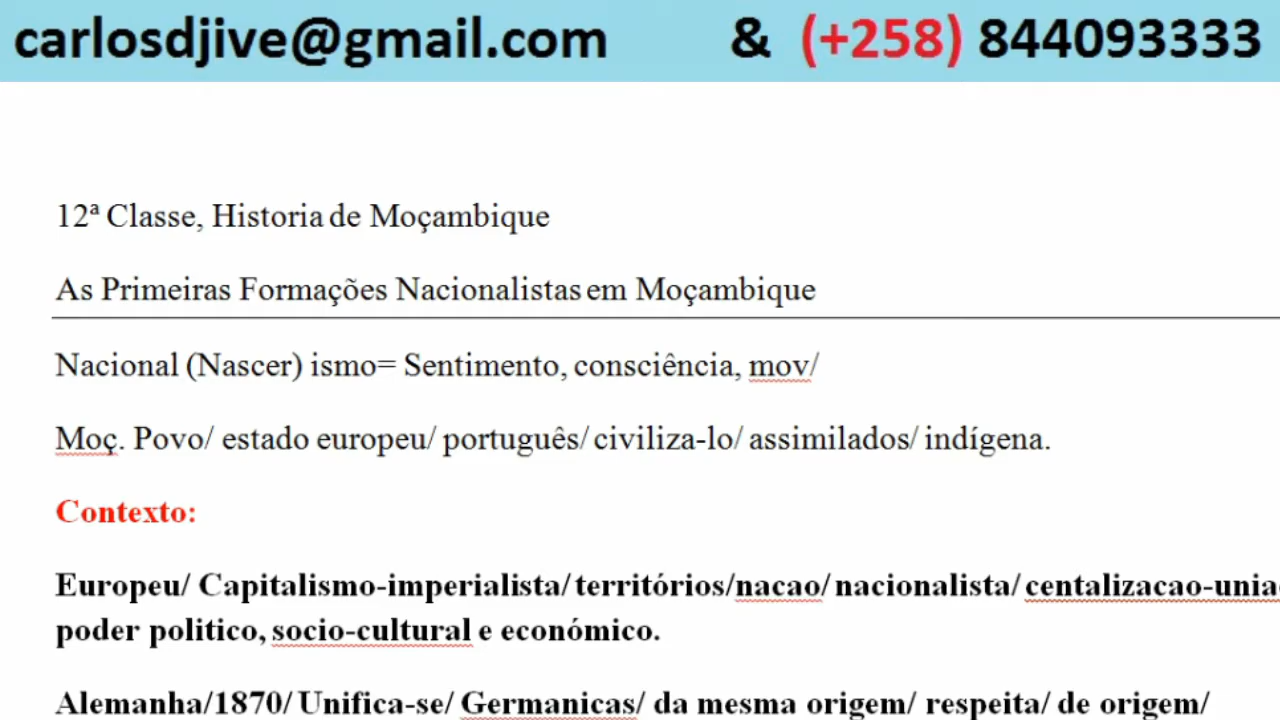 carlosdjive@gmail.com & (+258) 844093333
12ª Classe, Historia de Moçambique
As Primeiras Formações Nacionalistas em Moçambique
Nacional (Nascer) ismo= Sentimento, consciência, mov/
Moç. Povo/ estado europeu/ português/ civiliza-lo/ assimilados/ indígena.
Contexto:
Europeu/ Capitalismo-imperialista/ territórios/nacao/ nacionalista/ centalizacao-unia
poder politico, socio-cultural e económico.
Alemanha/1870/ Unifica-se/ Germanicas/ da mesma origem/ respeita/ de origem/